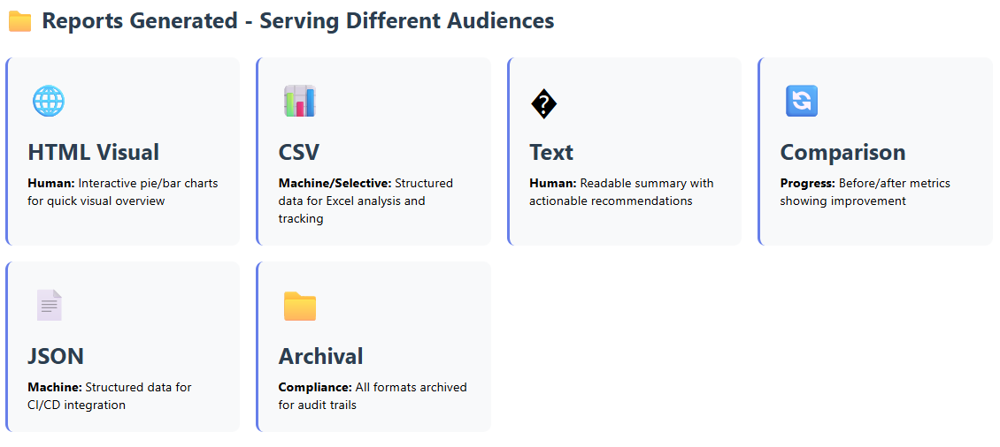 Reports Generated - Serving Different Audiences
HTML Visual
Human: Interactive pie/bar charts
for quick visual overview
CSV
Machine/Selective: Structured
data for Excel analysis and
tracking
�
Text
Human: Readable summary with
actionable recommendations
Comparison
Progress: Before/after metrics
showing improvement
JSON
Machine: Structured data for
CI/CD integration
Archival
Compliance: All formats archived
for audit trails